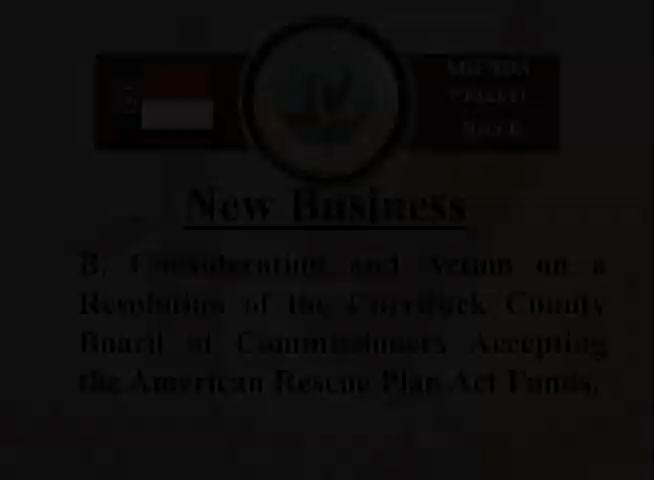 New Business
B. Consideration and Action on a
Resolution of the Currituck County
Board of Commissioners Accepting
the American Rescue Plan Act Funds.